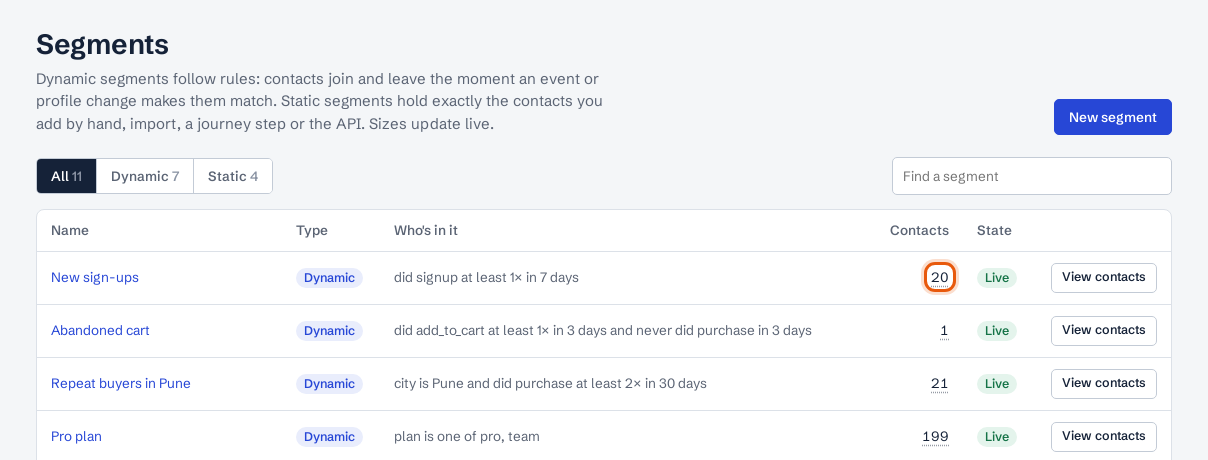 Segments
Dynamic segments follow rules: contacts join and leave the moment an event or
profile change makes them match. Static segments hold exactly the contacts you
add by hand, import, a journey step or the API. Sizes update live.
New segment
All 11 Dynamic 7 Static 4
Find a segment
Name Type Who's in it Contacts State
New sign-ups Dynamic did signup at least 1× in 7 days 20 Live View contacts
Abandoned cart Dynamic did add_to_cart at least 1× in 3 days and never did purchase in 3 days 1 Live View contacts
Repeat buyers in Pune Dynamic city is Pune and did purchase at least 2× in 30 days 21 Live View contacts
Pro plan Dynamic plan is one of pro, team 199 Live View contacts